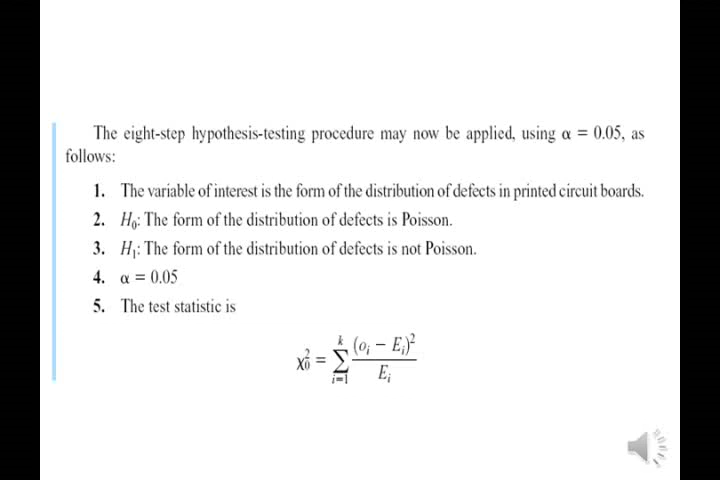 The eight-step hypothesis-testing procedure may now be applied, using α = 0.05, as
follows:
1. The variable of interest is the form of the distribution of defects in printed circuit boards.
2. H₀: The form of the distribution of defects is Poisson.
3. H₁: The form of the distribution of defects is not Poisson.
4. α = 0.05
5. The test statistic is
χ₀² = ∑ᵢ₌₁ᵏ (oᵢ − Eᵢ)² / Eᵢ